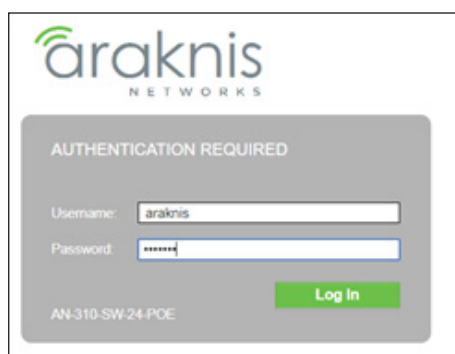 araknis
NETWORKS
AUTHENTICATION REQUIRED
Username: araknis
Password: •••••••
Log In
AN-310-SW-24-POE